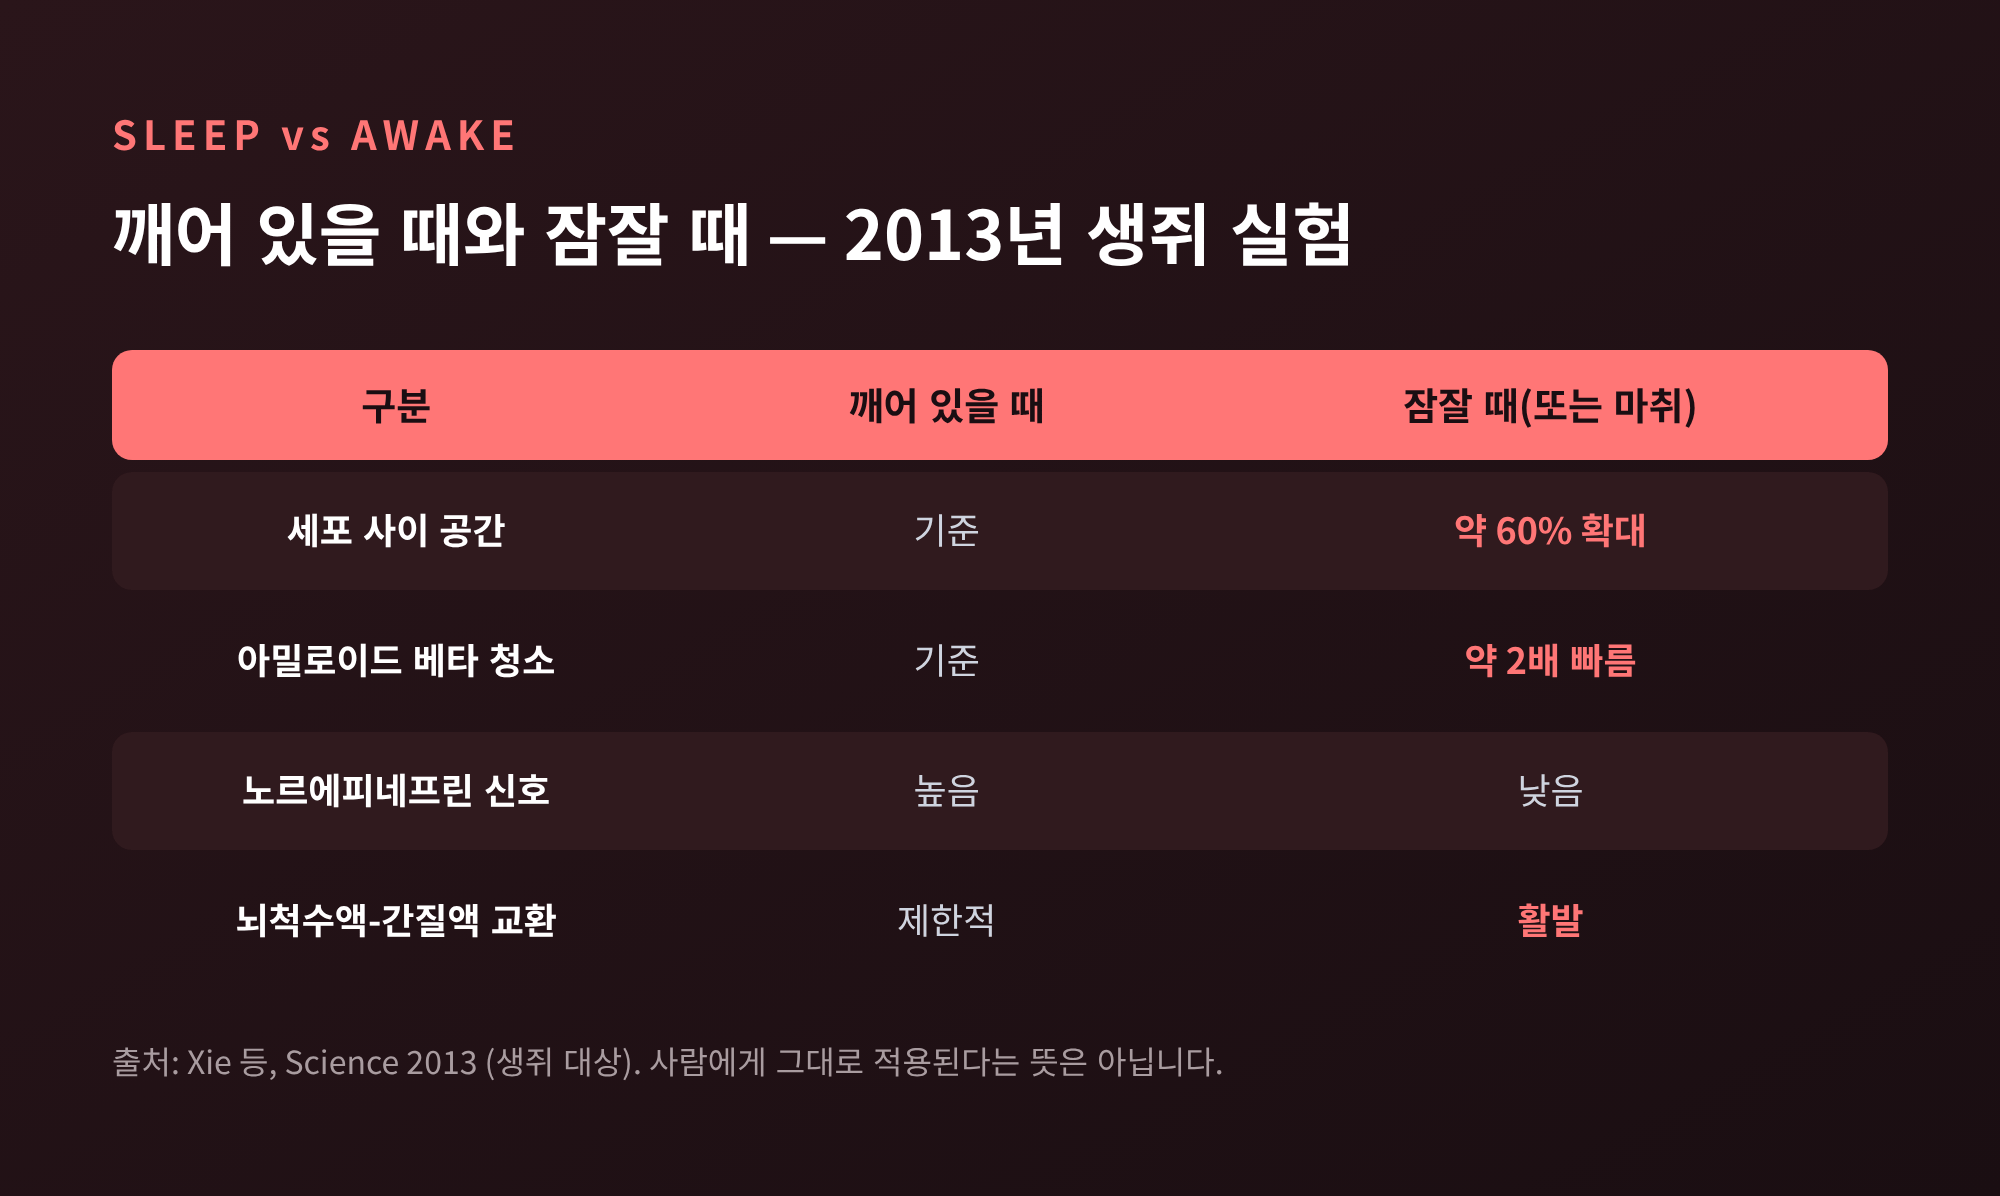 SLEEP vs AWAKE
깨어 있을 때와 잠잘 때 — 2013년 생쥐 실험
구분 깨어 있을 때 잠잘 때(또는 마취)
세포 사이 공간 기준 약 60% 확대
아밀로이드 베타 청소 기준 약 2배 빠름
노르에피네프린 신호 높음 낮음
뇌척수액-간질액 교환 제한적 활발
출처: Xie 등, Science 2013 (생쥐 대상). 사람에게 그대로 적용된다는 뜻은 아닙니다.